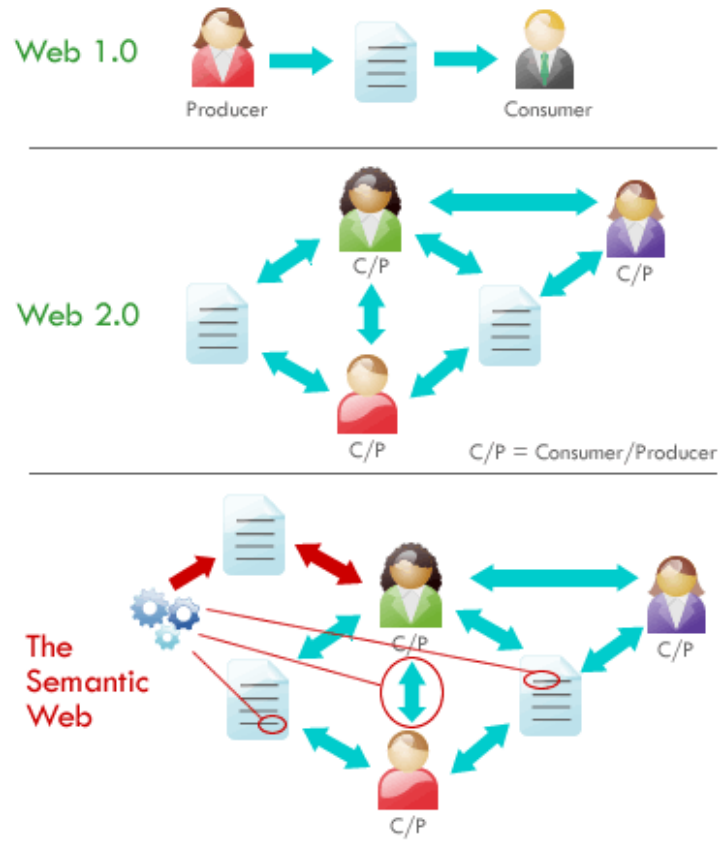 Web 1.0
Producer
Consumer
C/P
C/P
Web 2.0
C/P
C/P = Consumer/Producer
C/P
C/P
The
Semantic
Web
C/P